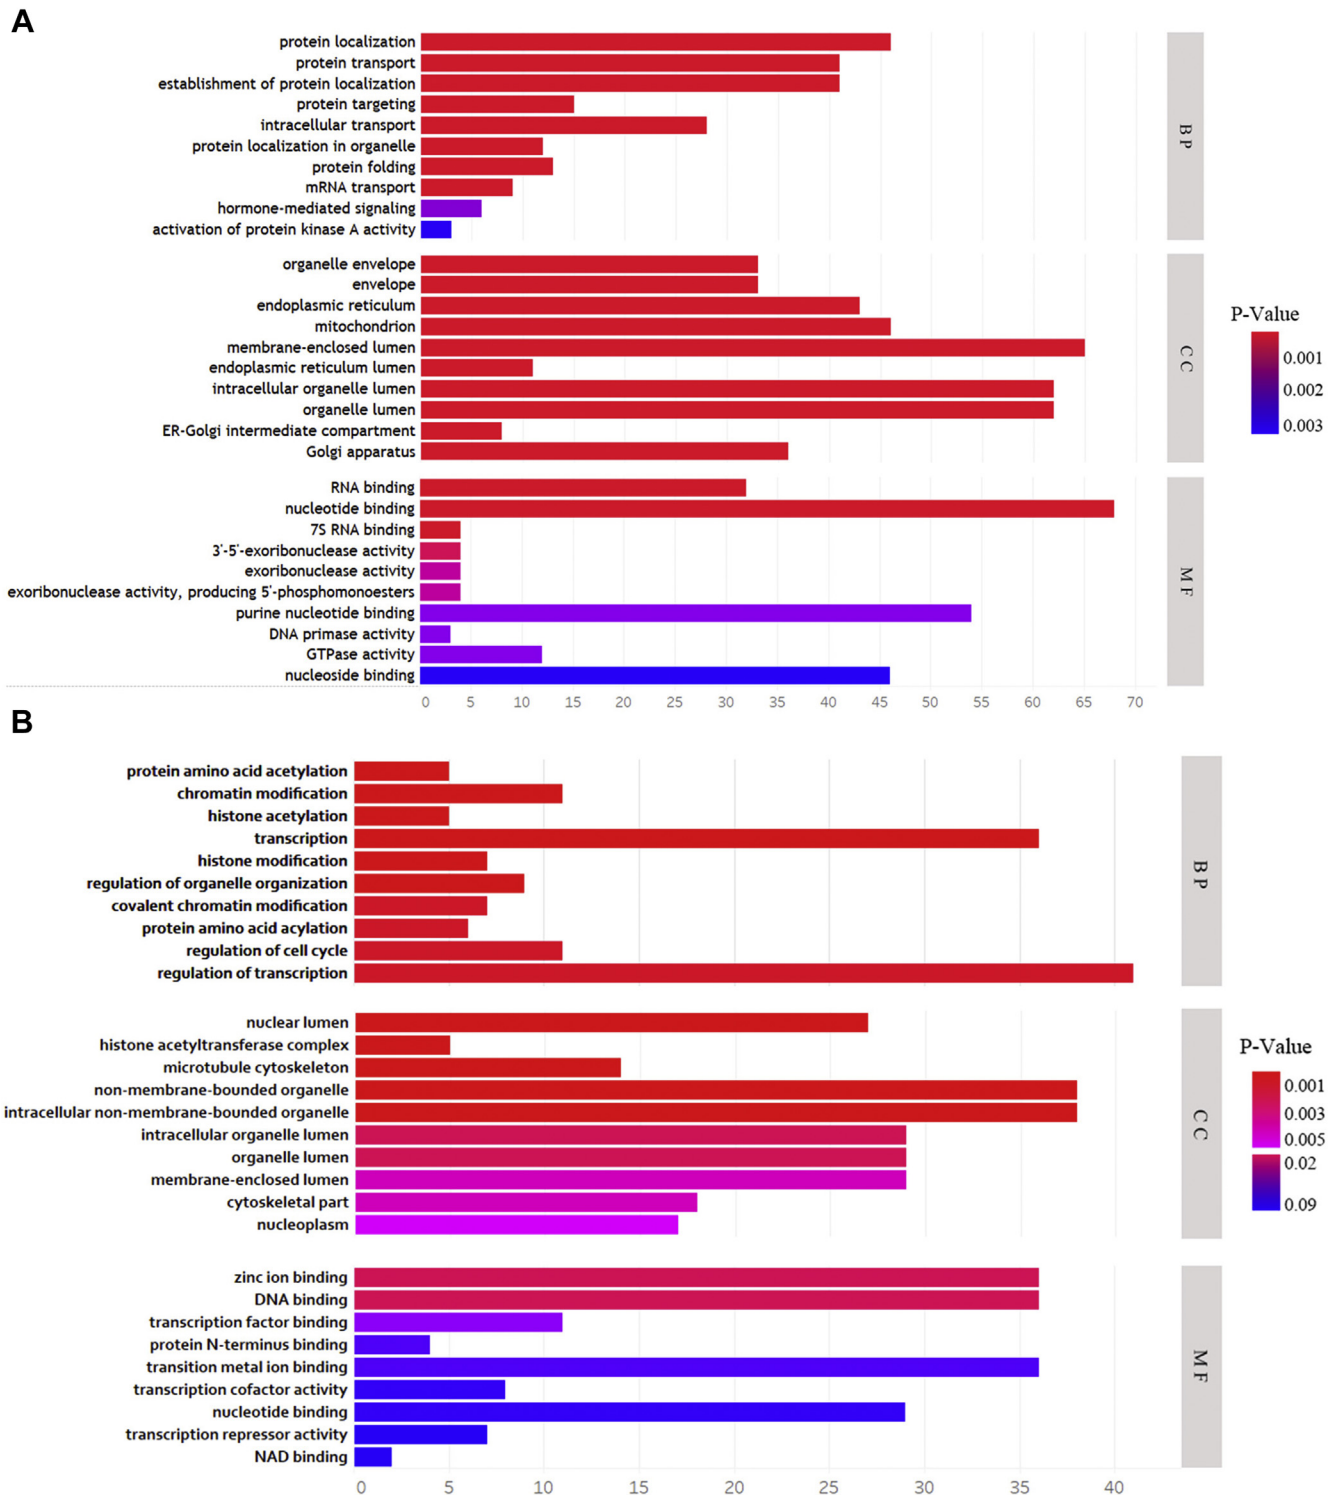 A
protein localization
protein transport
establishment of protein localization
protein targeting
intracellular transport
protein localization in organelle
protein folding
mRNA transport
hormone-mediated signaling
activation of protein kinase A activity
BP
organelle envelope
envelope
endoplasmic reticulum
mitochondrion
membrane-enclosed lumen
endoplasmic reticulum lumen
intracellular organelle lumen
organelle lumen
ER-Golgi intermediate compartment
Golgi apparatus
CC
P-Value
0.001
0.002
0.003
RNA binding
nucleotide binding
7S RNA binding
3'-5'-exoribonuclease activity
exoribonuclease activity
exoribonuclease activity, producing 5'-phosphomonoesters
purine nucleotide binding
DNA primase activity
GTPase activity
nucleoside binding
MF
0 5 10 15 20 25 30 35 40 45 50 55 60 65 70
B
protein amino acid acetylation
chromatin modification
histone acetylation
transcription
histone modification
regulation of organelle organization
covalent chromatin modification
protein amino acid acylation
regulation of cell cycle
regulation of transcription
BP
nuclear lumen
histone acetyltransferase complex
microtubule cytoskeleton
non-membrane-bounded organelle
intracellular non-membrane-bounded organelle
intracellular organelle lumen
organelle lumen
membrane-enclosed lumen
cytoskeletal part
nucleoplasm
CC
P-Value
0.001
0.003
0.005
0.02
0.09
zinc ion binding
DNA binding
transcription factor binding
protein N-terminus binding
transition metal ion binding
transcription cofactor activity
nucleotide binding
transcription repressor activity
NAD binding
MF
0 5 10 15 20 25 30 35 40